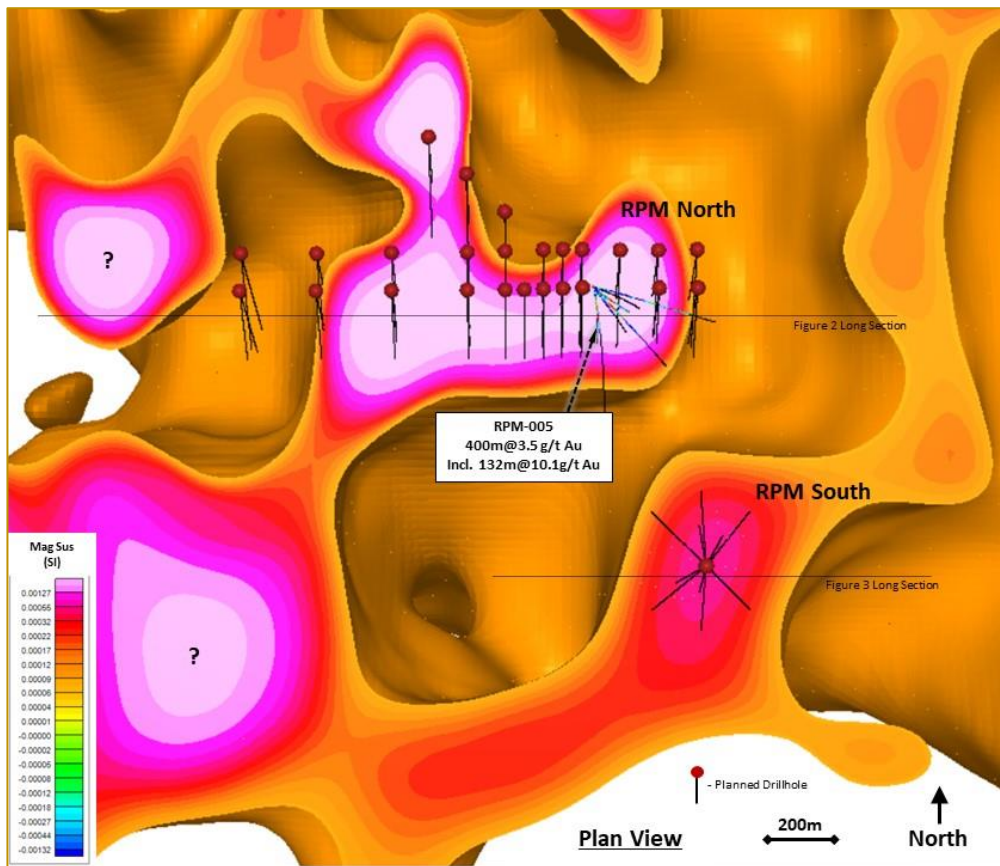 RPM North
?
Figure 2 Long Section
RPM-005
400m@3.5 g/t Au
Incl. 132m@10.1g/t Au
RPM South
Mag Sus
(SI)
0.00127
0.00055
0.00032
0.00022
0.00017
0.00012
0.00009
0.00006
0.00004
0.00001
-0.00000
-0.00002
-0.00005
-0.00008
-0.00012
-0.00018
-0.00027
-0.00044
-0.00132
Figure 3 Long Section
?
- Planned Drillhole
Plan View
200m
North